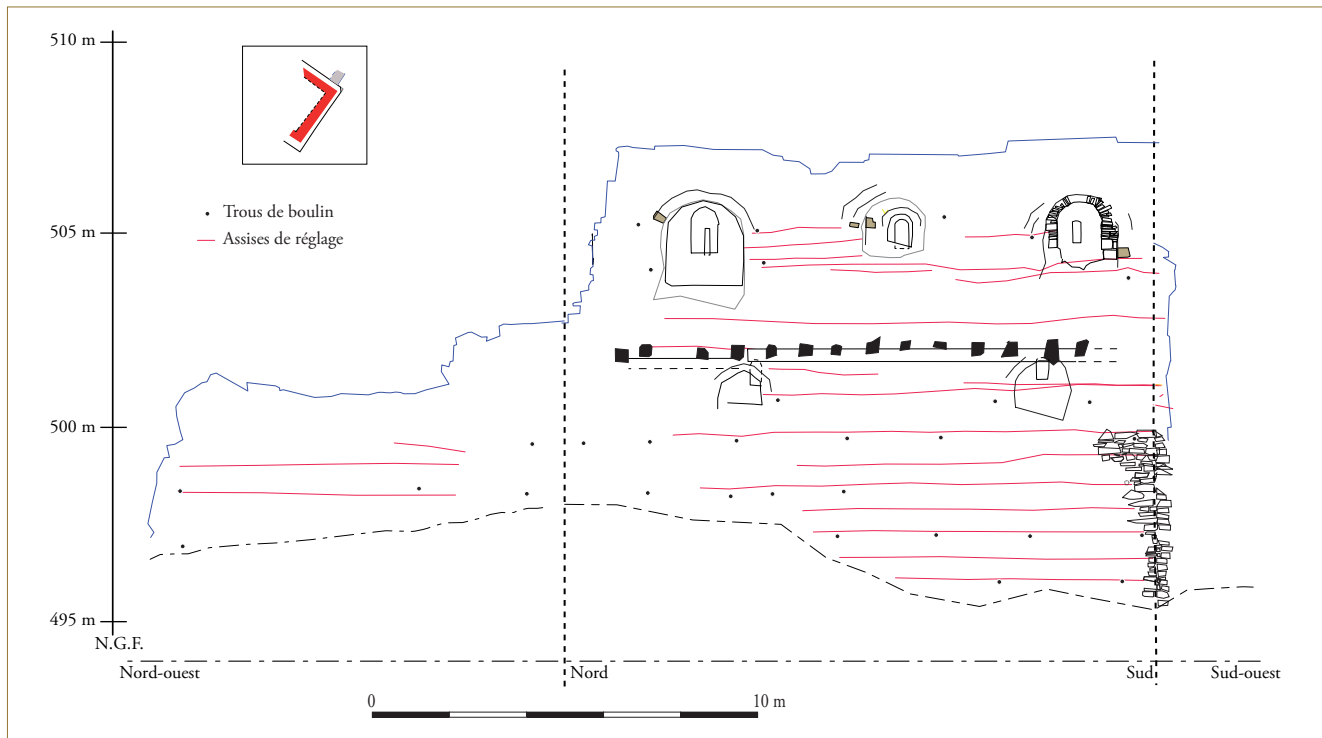 510 m
Trous de boulin
Assises de réglage
505 m
500 m
495 m
N.G.F.
Nord-ouest
Nord
Sud
Sud-ouest
0
10 m